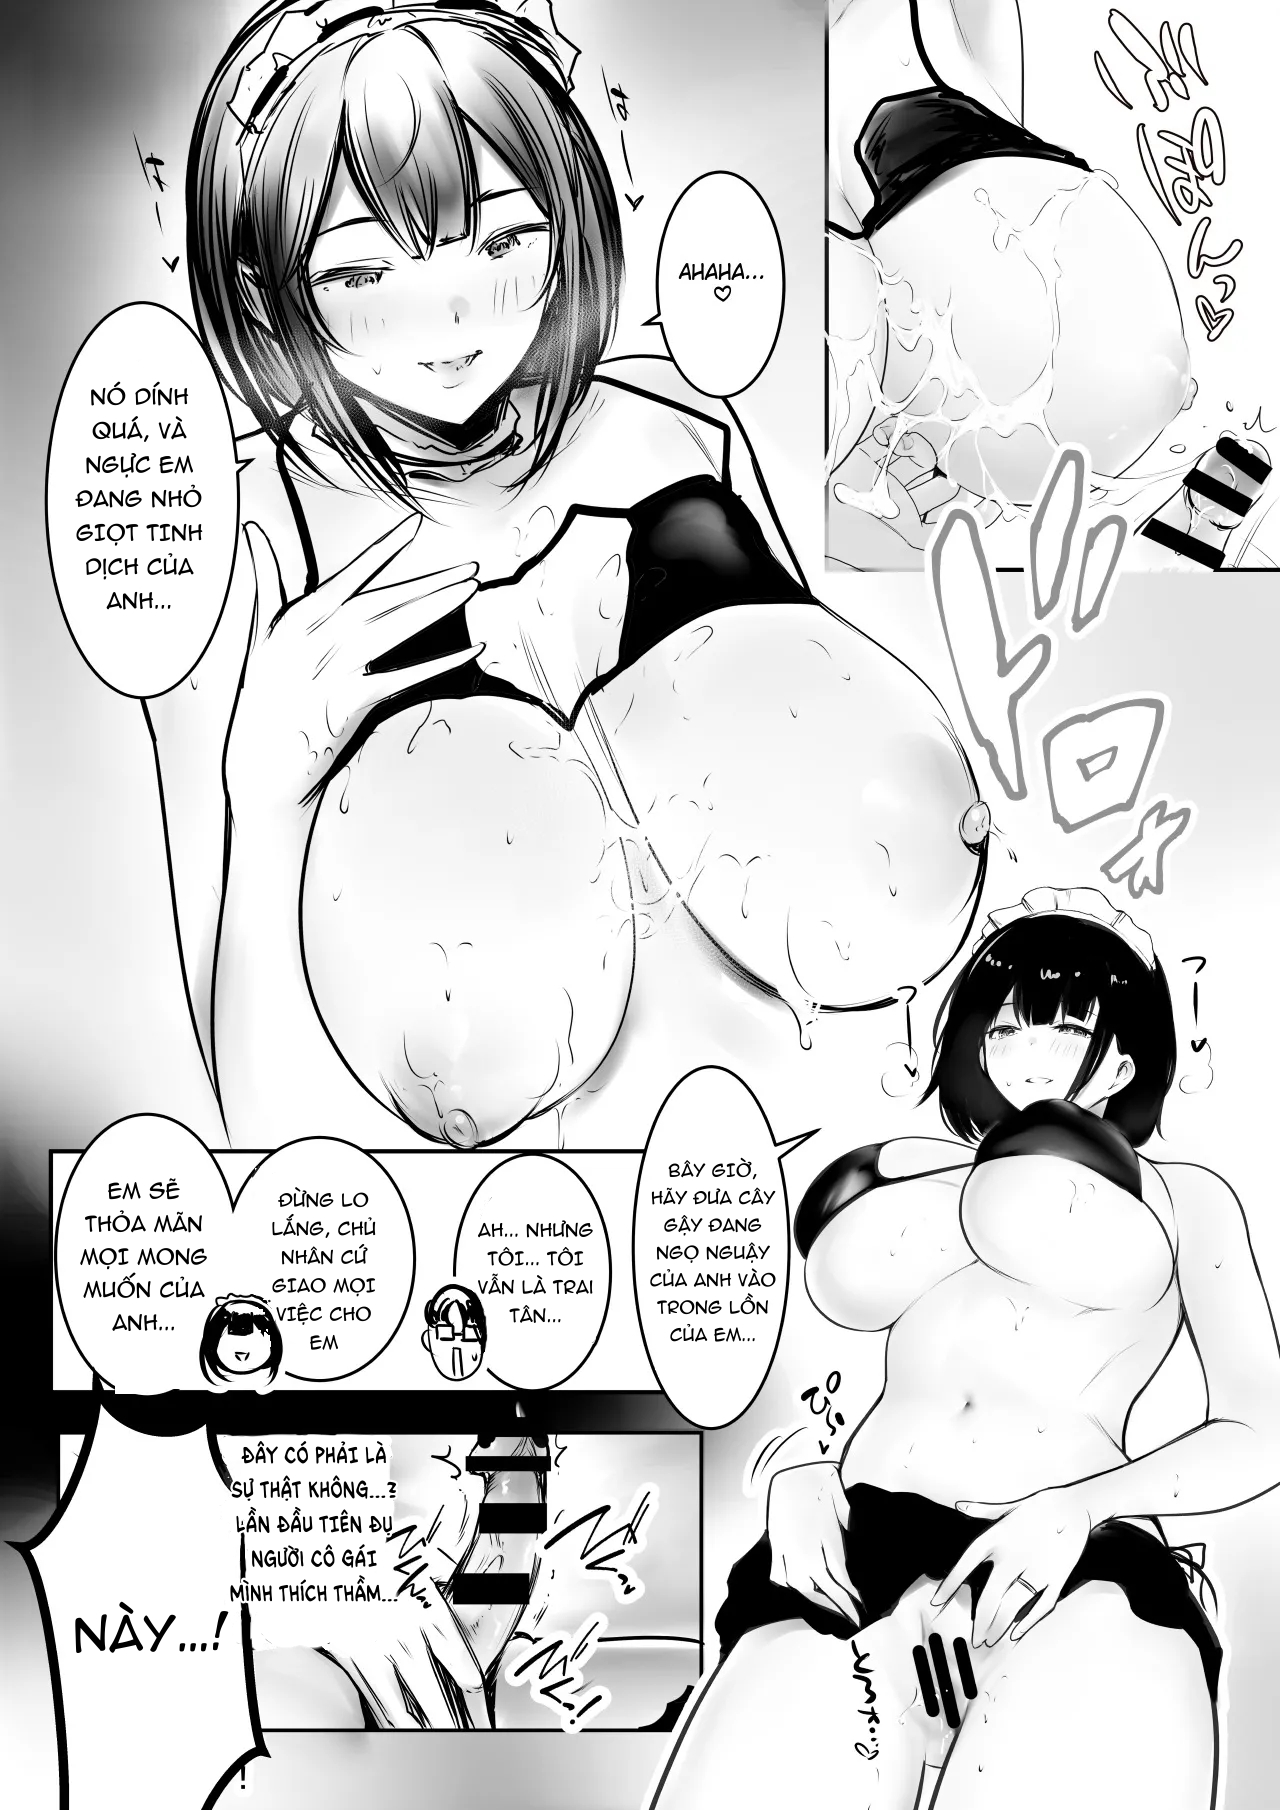 AHAHA...
♡
NÓ DÍNH
QUÁ, VÀ
NGỰC EM
ĐANG NHỎ
GIỌT TINH
DỊCH CỦA
ANH...
BÂY GIỜ,
HÃY ĐƯA CÂY
GẬY ĐANG
NGỌ NGUẬY
CỦA ANH VÀO
TRONG LỒN
CỦA EM...
AH... NHƯNG
TÔI... TÔI
VẪN LÀ TRAI
TÂN...
ĐỪNG LO
LẮNG, CHỦ
NHÂN CỨ
GIAO MỌI
VIỆC CHO
EM
EM SẼ
THỎA MÃN
MỌI MONG
MUỐN CỦA
ANH...
ĐÂY CÓ PHẢI LÀ
SỰ THẬT KHÔNG...?
LẦN ĐẦU TIÊN ĐỤ
NGƯỜI CÔ GÁI
MÌNH THÍCH THẦM...
NÀY...!